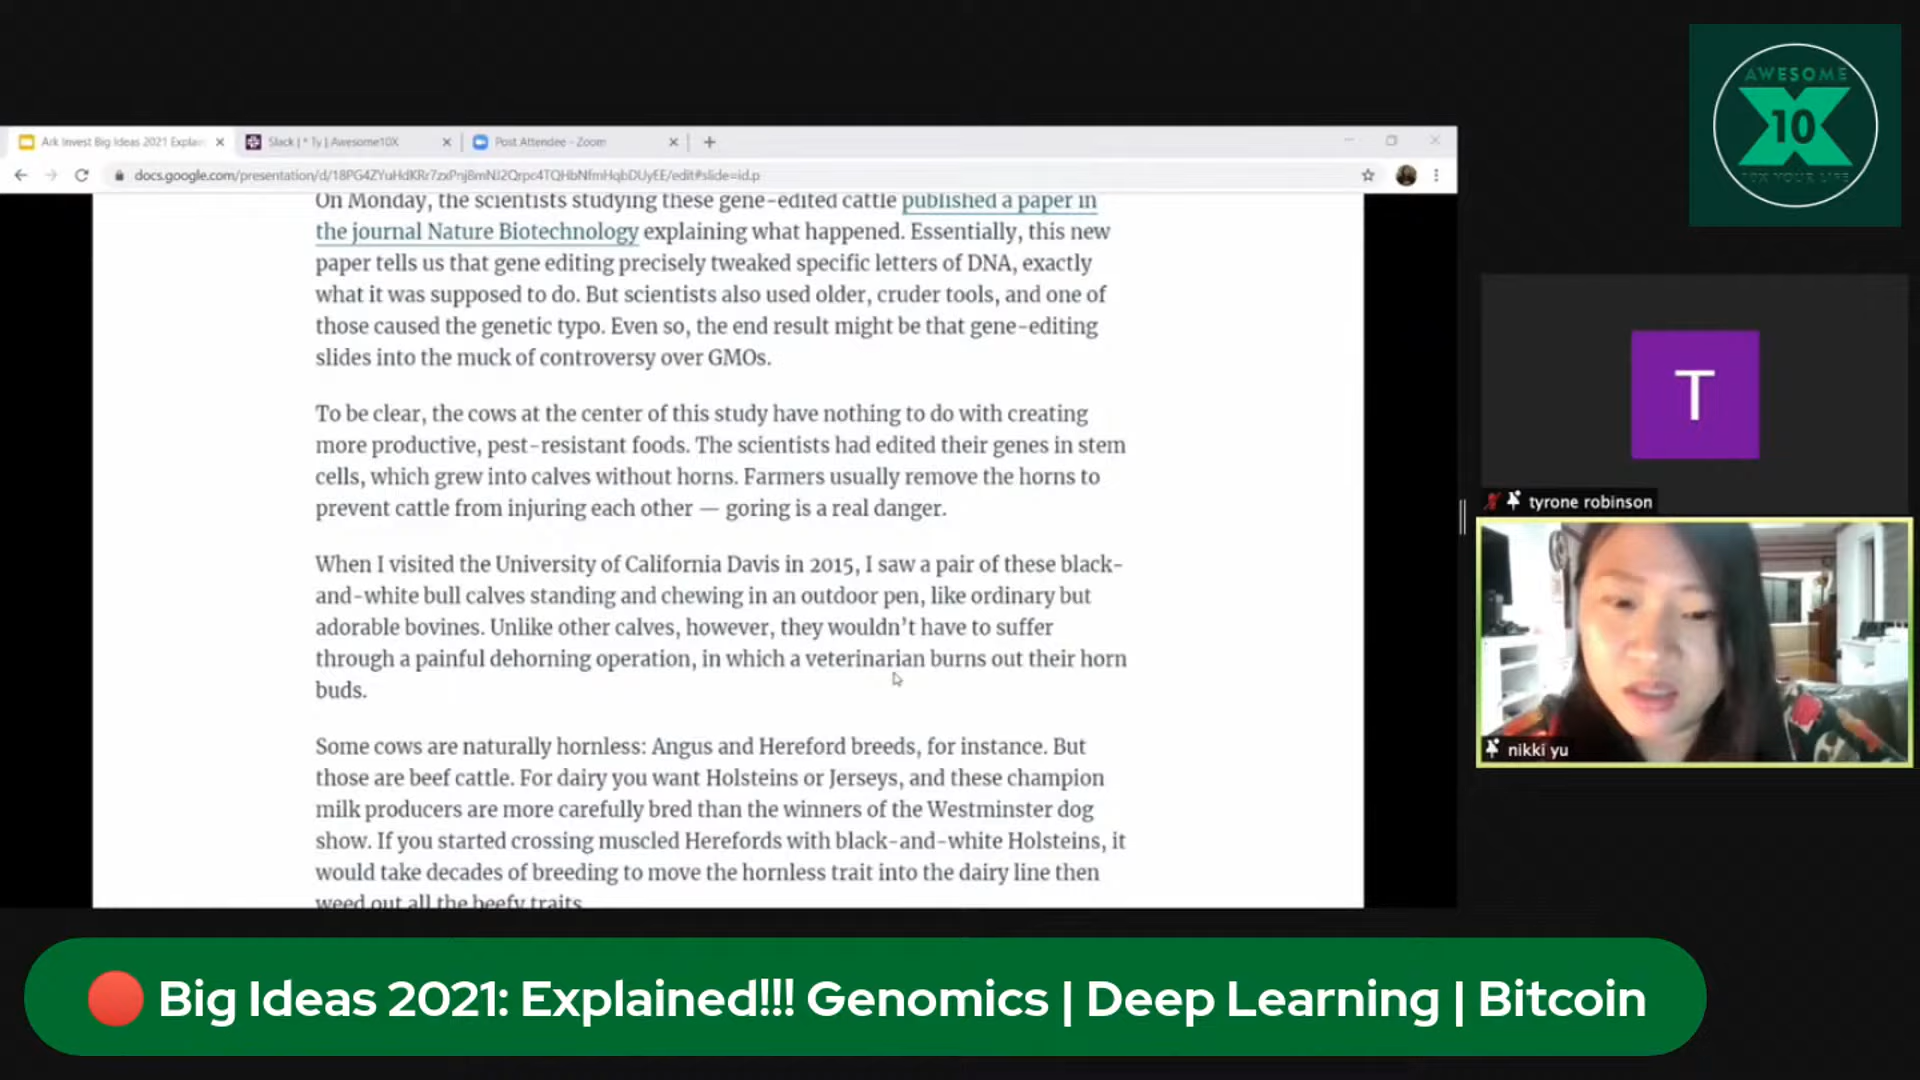 AWESOME
10
10X YOUR LIFE
Ark Invest Big Ideas 2021 Explain
Slack | * Ty | Awesome10X
Post Attendee - Zoom
docs.google.com/presentation/d/18PG4ZYuHdKRr7zxPnj8mNJ2Qrpc4TQHbNfmHqbDUyEE/edit#slide=id.p
On Monday, the scientists studying these gene-edited cattle published a paper in
the journal Nature Biotechnology explaining what happened. Essentially, this new
paper tells us that gene editing precisely tweaked specific letters of DNA, exactly
what it was supposed to do. But scientists also used older, cruder tools, and one of
those caused the genetic typo. Even so, the end result might be that gene-editing
slides into the muck of controversy over GMOs.
To be clear, the cows at the center of this study have nothing to do with creating
more productive, pest-resistant foods. The scientists had edited their genes in stem
cells, which grew into calves without horns. Farmers usually remove the horns to
prevent cattle from injuring each other — goring is a real danger.
When I visited the University of California Davis in 2015, I saw a pair of these black-
and-white bull calves standing and chewing in an outdoor pen, like ordinary but
adorable bovines. Unlike other calves, however, they wouldn't have to suffer
through a painful dehorning operation, in which a veterinarian burns out their horn
buds.
Some cows are naturally hornless: Angus and Hereford breeds, for instance. But
those are beef cattle. For dairy you want Holsteins or Jerseys, and these champion
milk producers are more carefully bred than the winners of the Westminster dog
show. If you started crossing muscled Herefords with black-and-white Holsteins, it
would take decades of breeding to move the hornless trait into the dairy line then
weed out all the beefy traits.
T
tyrone robinson
nikki yu
Big Ideas 2021: Explained!!! Genomics | Deep Learning | Bitcoin